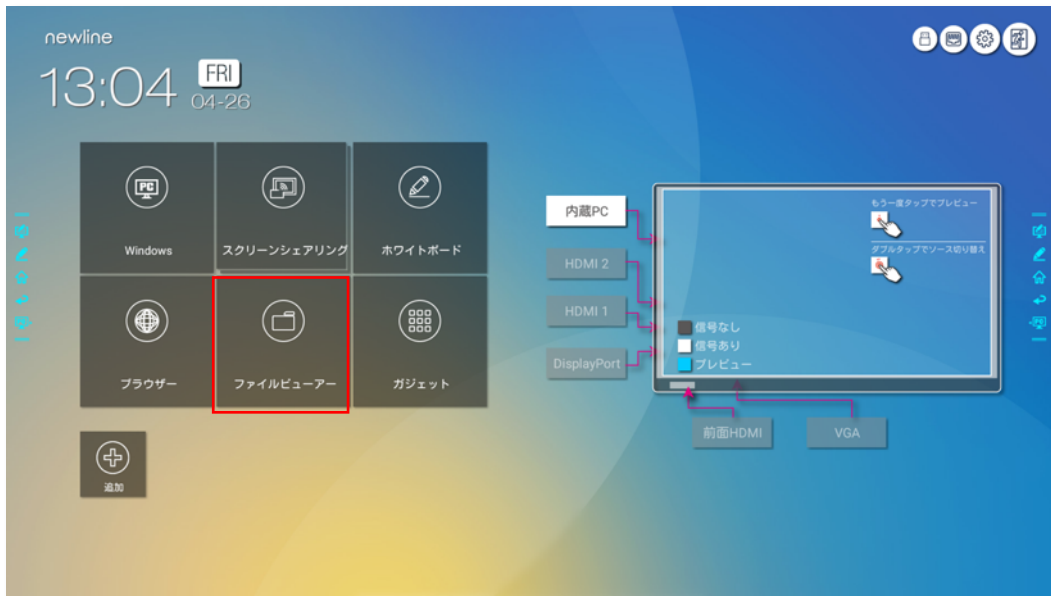 newline
13:04
FRI
04-26
PC
Windows
スクリーンシェアリング
ホワイトボード
ブラウザー
ファイルビューアー
ガジェット
追加
内蔵PC
HDMI 2
HDMI 1
DisplayPort
もう一度タップでプレビュー
ダブルタップでソース切り替え
信号なし
信号あり
プレビュー
前面HDMI
VGA
PC